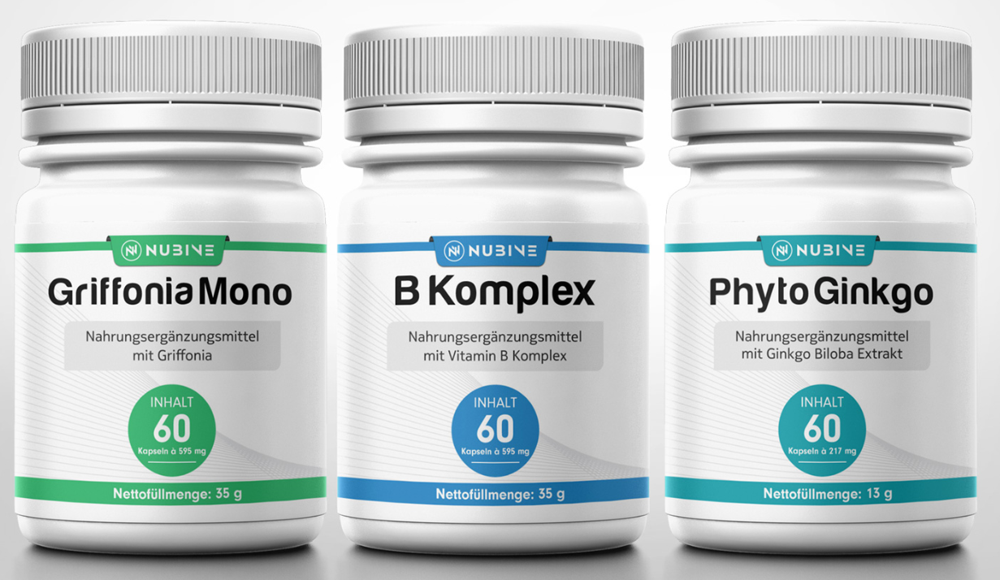 NUBINE
Griffonia Mono
Nahrungsergänzungsmittel
mit Griffonia
INHALT
60
Kapseln à 595 mg
Nettofüllmenge: 35 g
NUBINE
B Komplex
Nahrungsergänzungsmittel
mit Vitamin B Komplex
INHALT
60
Kapseln à 595 mg
Nettofüllmenge: 35 g
NUBINE
Phyto Ginkgo
Nahrungsergänzungsmittel
mit Ginkgo Biloba Extrakt
INHALT
60
Kapseln à 217 mg
Nettofüllmenge: 13 g